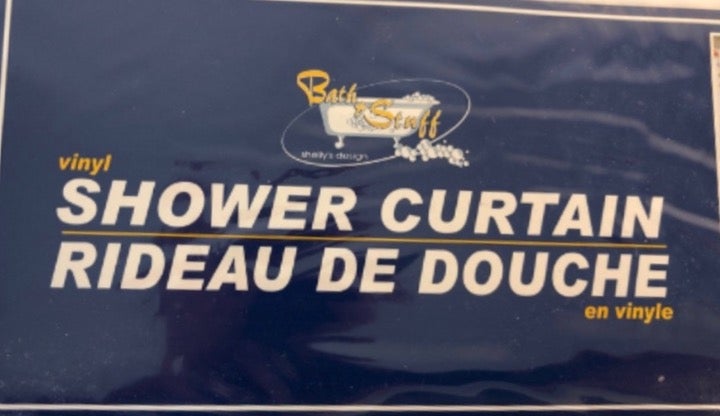 Bath & Stuff
shelly's design
vinyl
SHOWER CURTAIN
RIDEAU DE DOUCHE
en vinyle